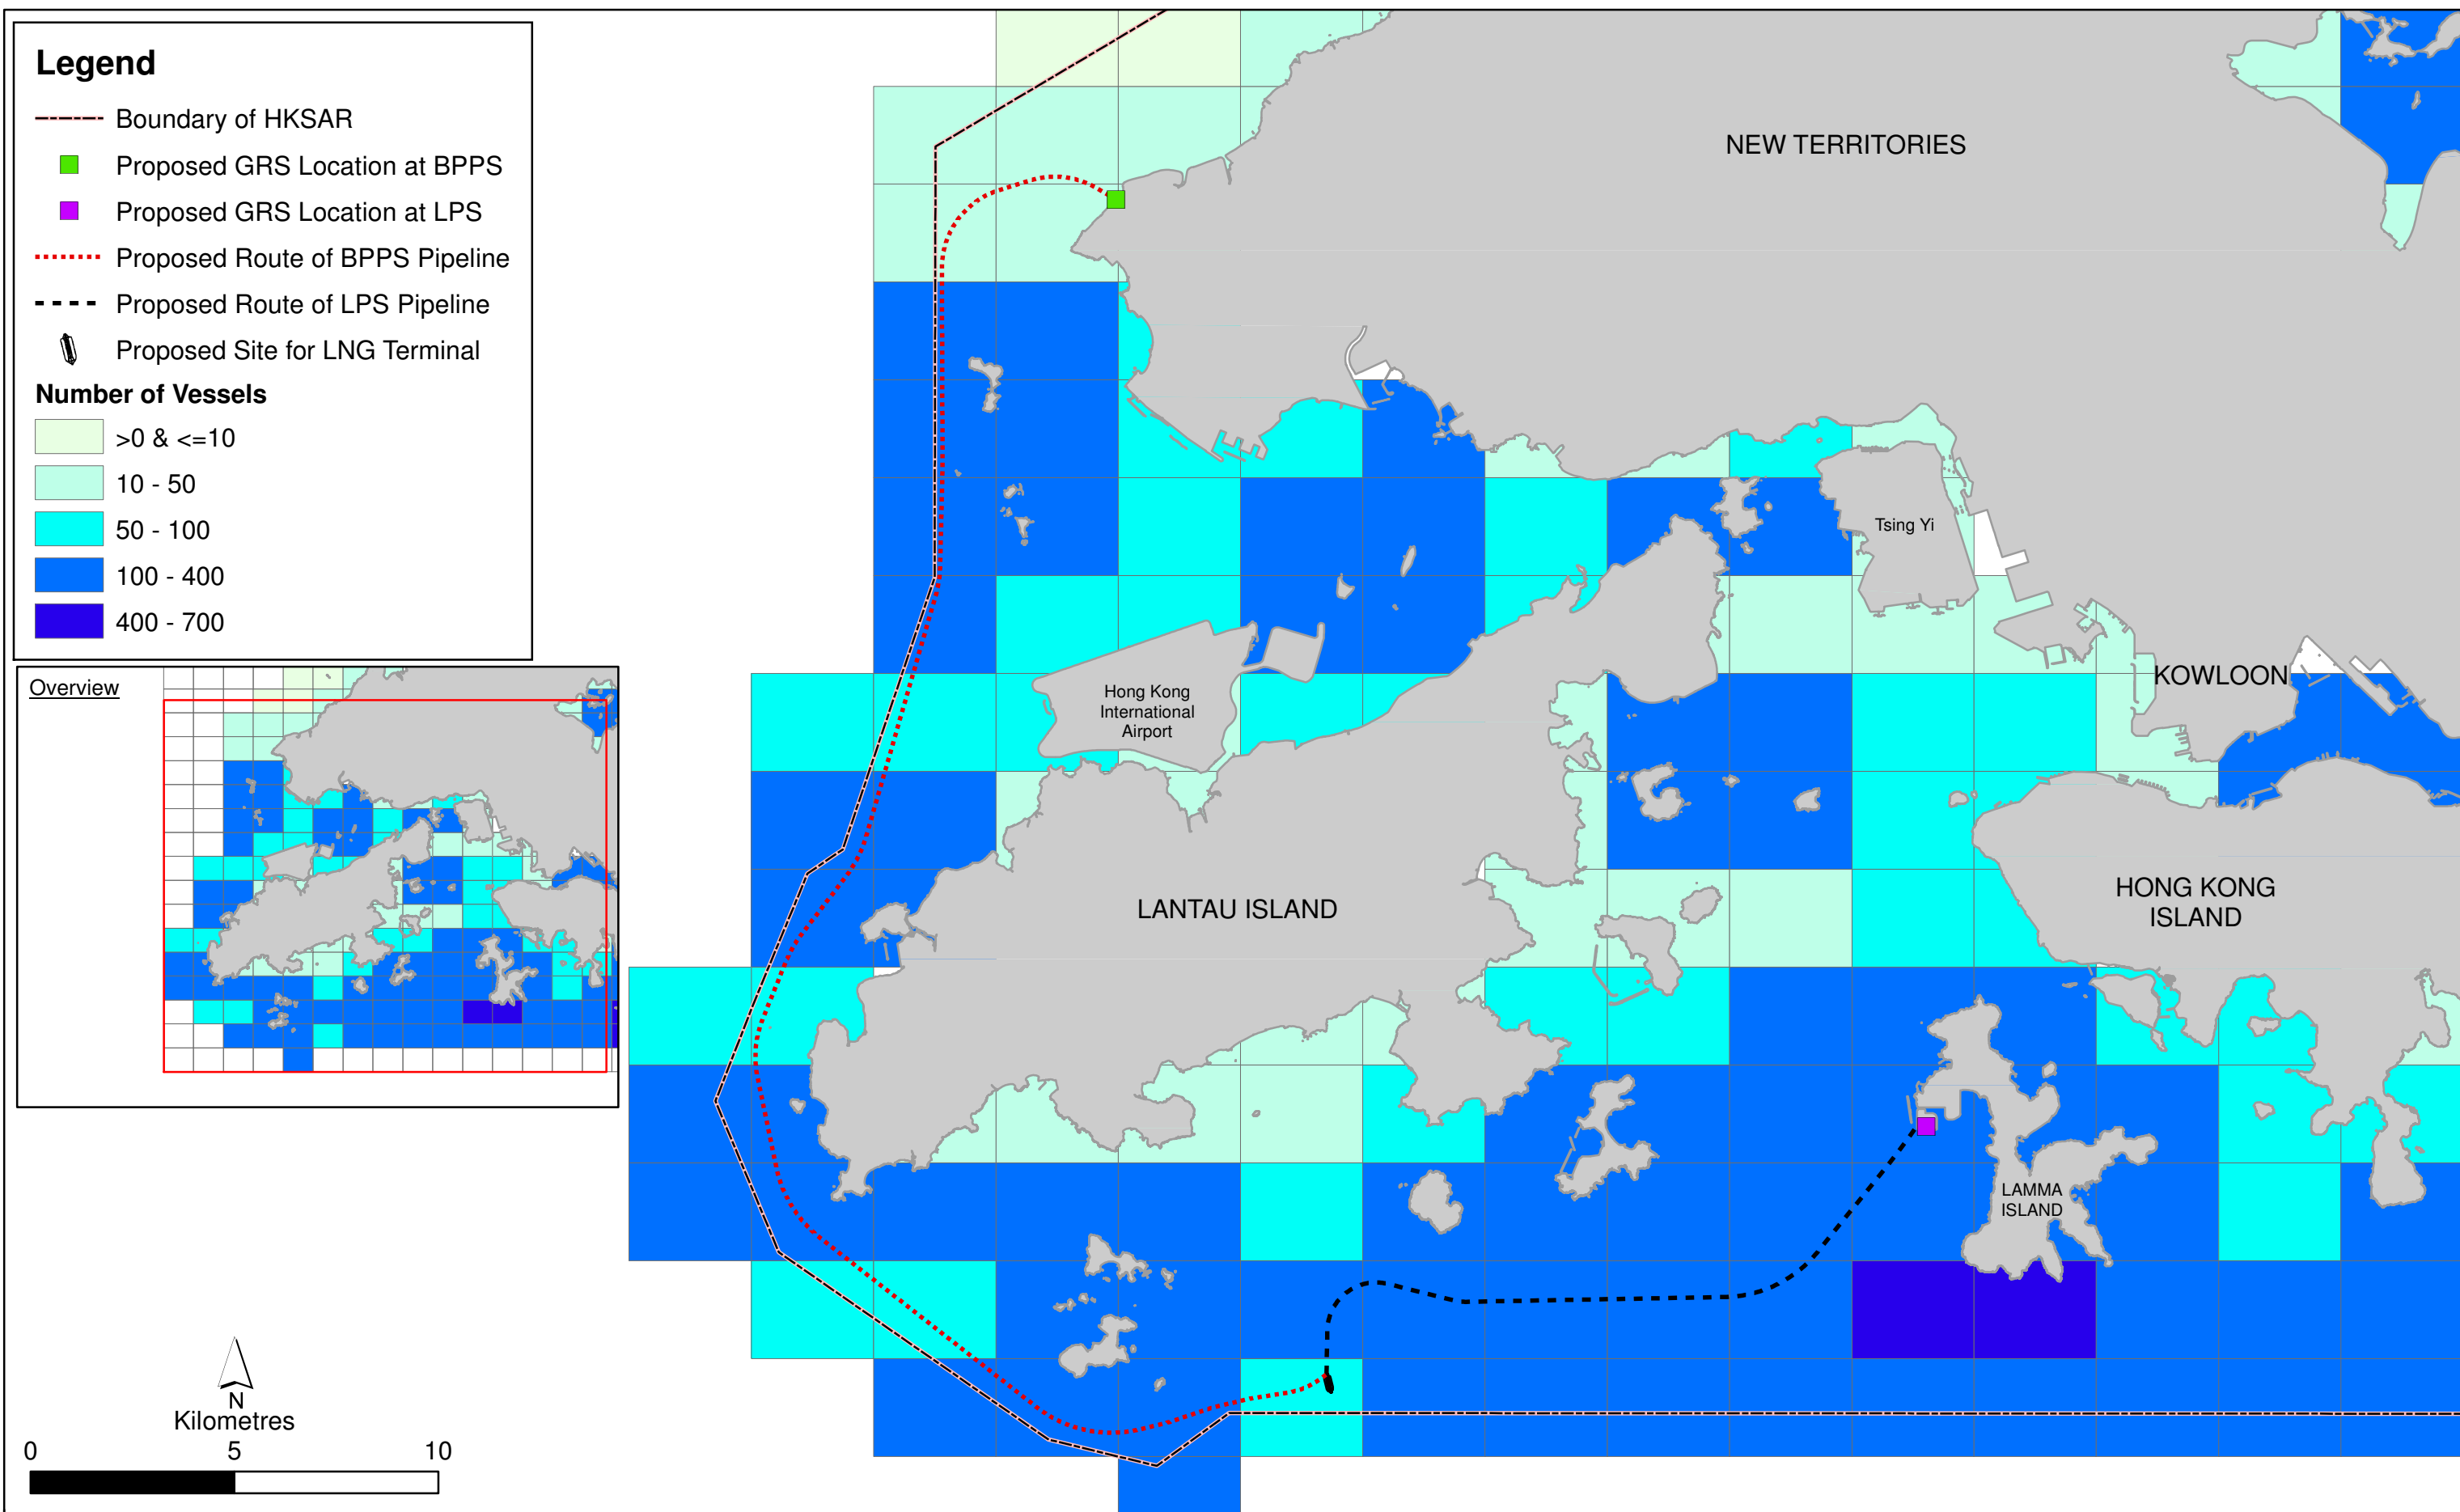 Legend
Boundary of HKSAR
Proposed GRS Location at BPPS
Proposed GRS Location at LPS
Proposed Route of BPPS Pipeline
Proposed Route of LPS Pipeline
Proposed Site for LNG Terminal
Number of Vessels
>0 & <=10
10 - 50
50 - 100
100 - 400
400 - 700
Overview
N
Kilometres
0 5 10
NEW TERRITORIES
Tsing Yi
KOWLOON
Hong Kong
International
Airport
LANTAU ISLAND
HONG KONG
ISLAND
LAMMA
ISLAND